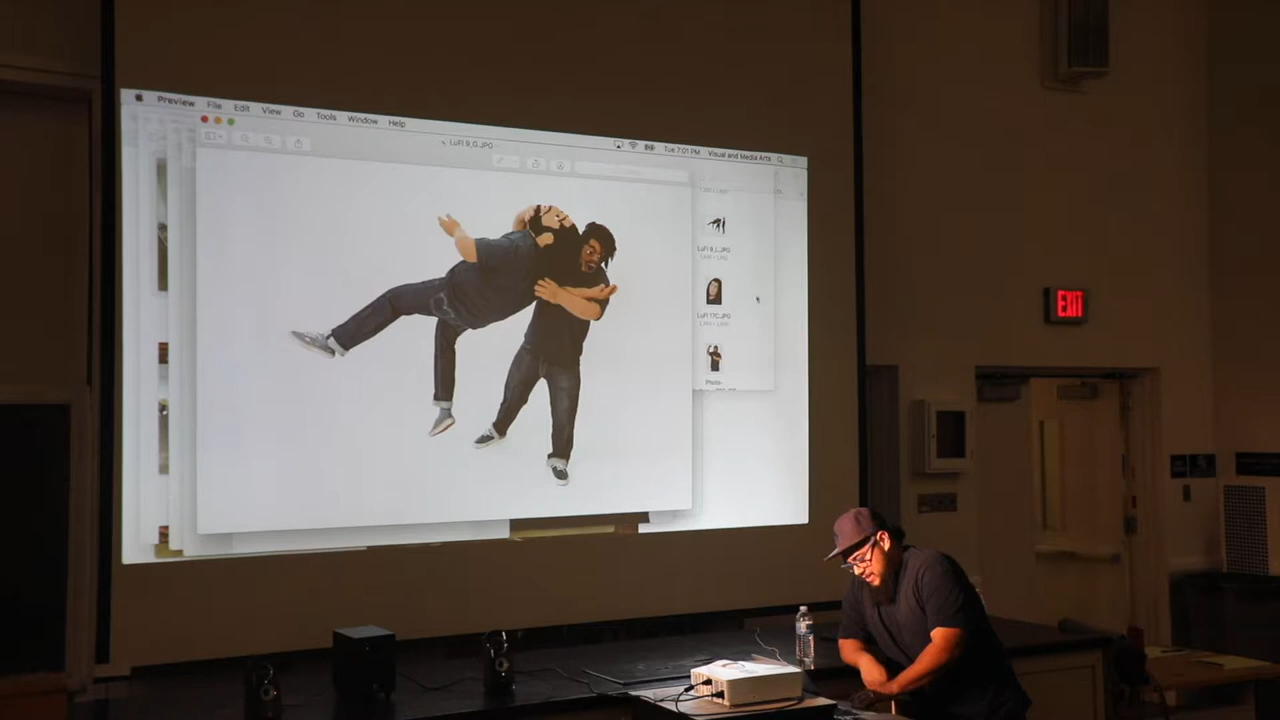 Preview File Edit View Go Tools Window Help
Tue 7:01 PM Visual and Media Arts
LuFI 9_G.JPG
LuFI 9_L.JPG
LuFI 17C.JPG
Photo-
EXIT